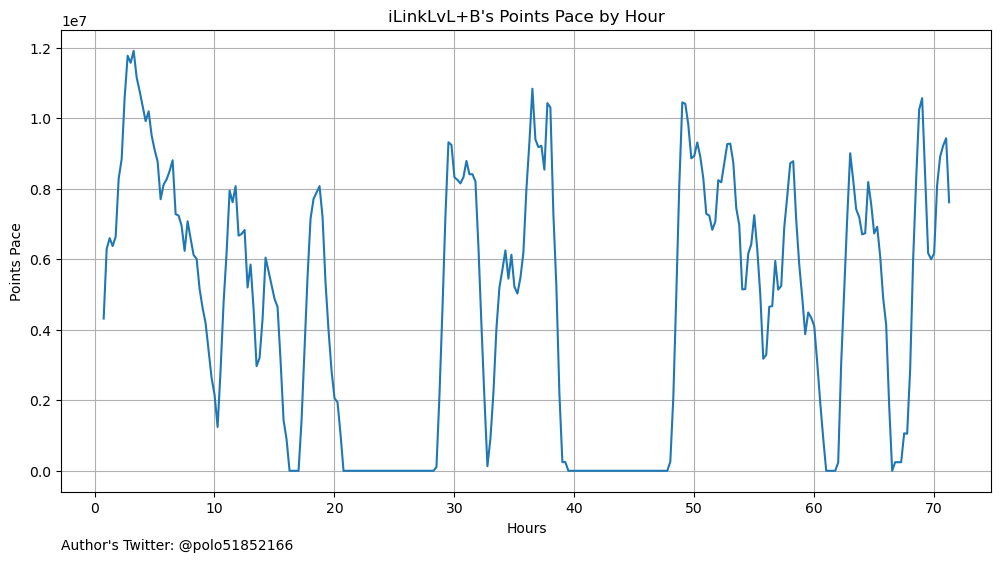 iLinkLvL+B's Points Pace by Hour
1e7
1.2
1.0
0.8
0.6
0.4
0.2
0.0
Points Pace
0 10 20 30 40 50 60 70
Hours
Author's Twitter: @polo51852166